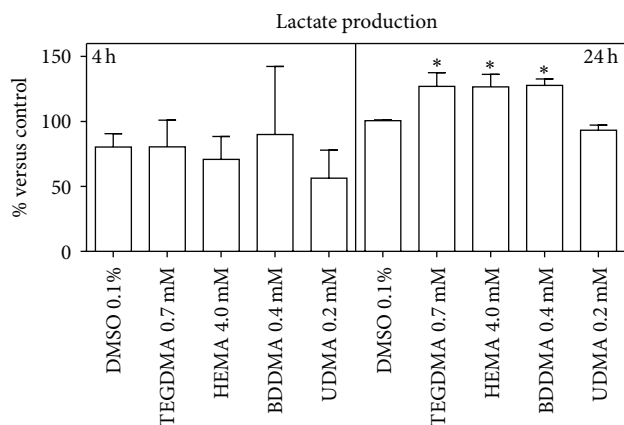 Lactate production
4 h
24 h
* * *
% versus control
150
100
50
0
DMSO 0.1%
TEGDMA 0.7 mM
HEMA 4.0 mM
BDDMA 0.4 mM
UDMA 0.2 mM
DMSO 0.1%
TEGDMA 0.7 mM
HEMA 4.0 mM
BDDMA 0.4 mM
UDMA 0.2 mM